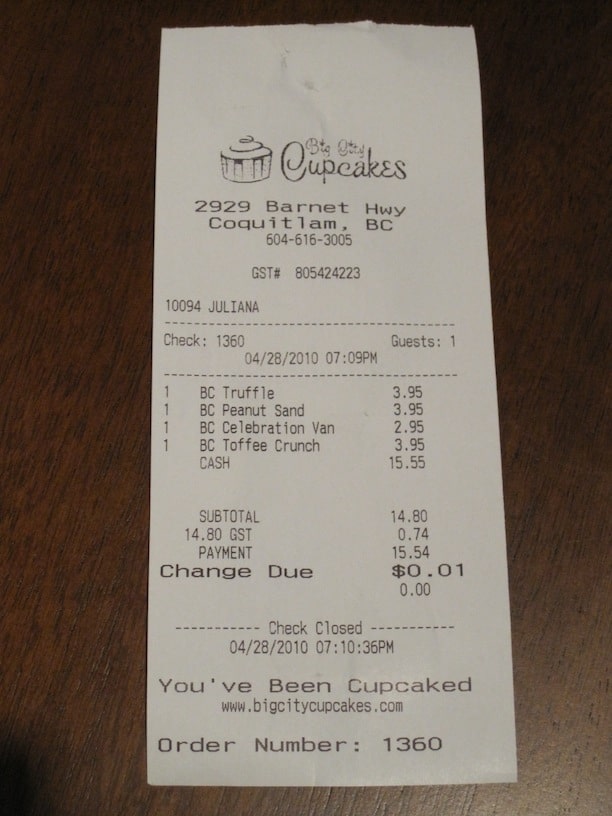 Big City
Cupcakes
2929 Barnet Hwy
Coquitlam, BC
604-616-3005
GST# 805424223
10094 JULIANA
Check: 1360 Guests: 1
04/28/2010 07:09PM
1 BC Truffle 3.95
1 BC Peanut Sand 3.95
1 BC Celebration Van 2.95
1 BC Toffee Crunch 3.95
CASH 15.55
SUBTOTAL 14.80
14.80 GST 0.74
PAYMENT 15.54
Change Due $0.01
0.00
----------- Check Closed -----------
04/28/2010 07:10:36PM
You've Been Cupcaked
www.bigcitycupcakes.com
Order Number: 1360